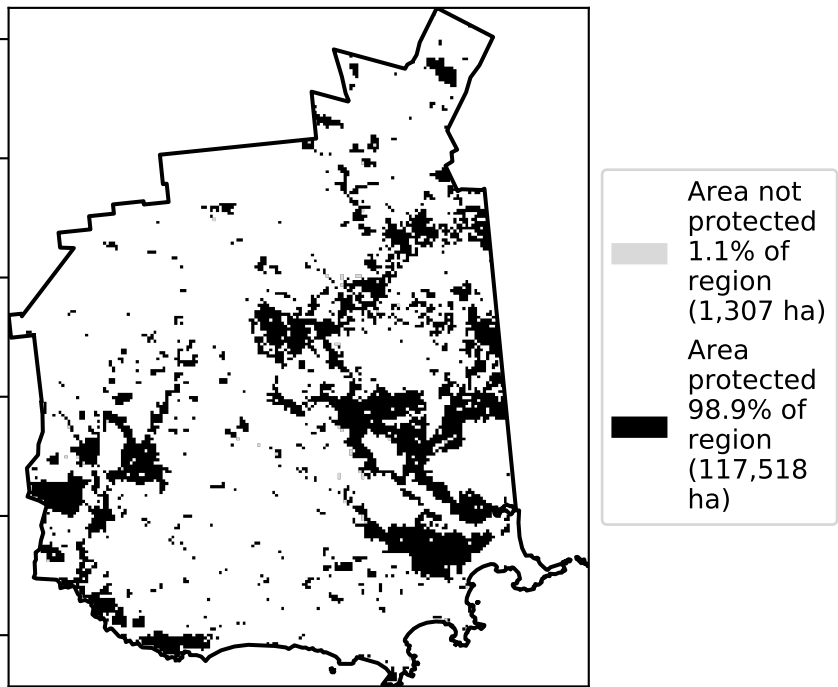 Area not
protected
1.1% of
region
(1,307 ha)
Area
protected
98.9% of
region
(117,518
ha)